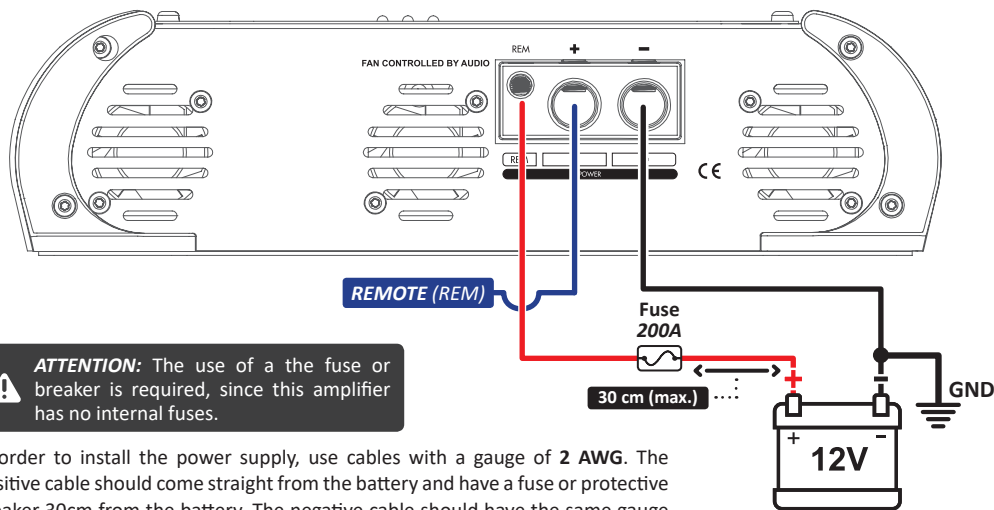 REM + −
FAN CONTROLLED BY AUDIO
REM
POWER
CE
REMOTE (REM)
Fuse
200A
30 cm (max.)
+ −
GND
+ −
12V
ATTENTION: The use of a the fuse or
breaker is required, since this amplifier
has no internal fuses.
order to install the power supply, use cables with a gauge of 2 AWG. The
sitive cable should come straight from the battery and have a fuse or protective
eaker 30cm from the battery. The negative cable should have the same gauge